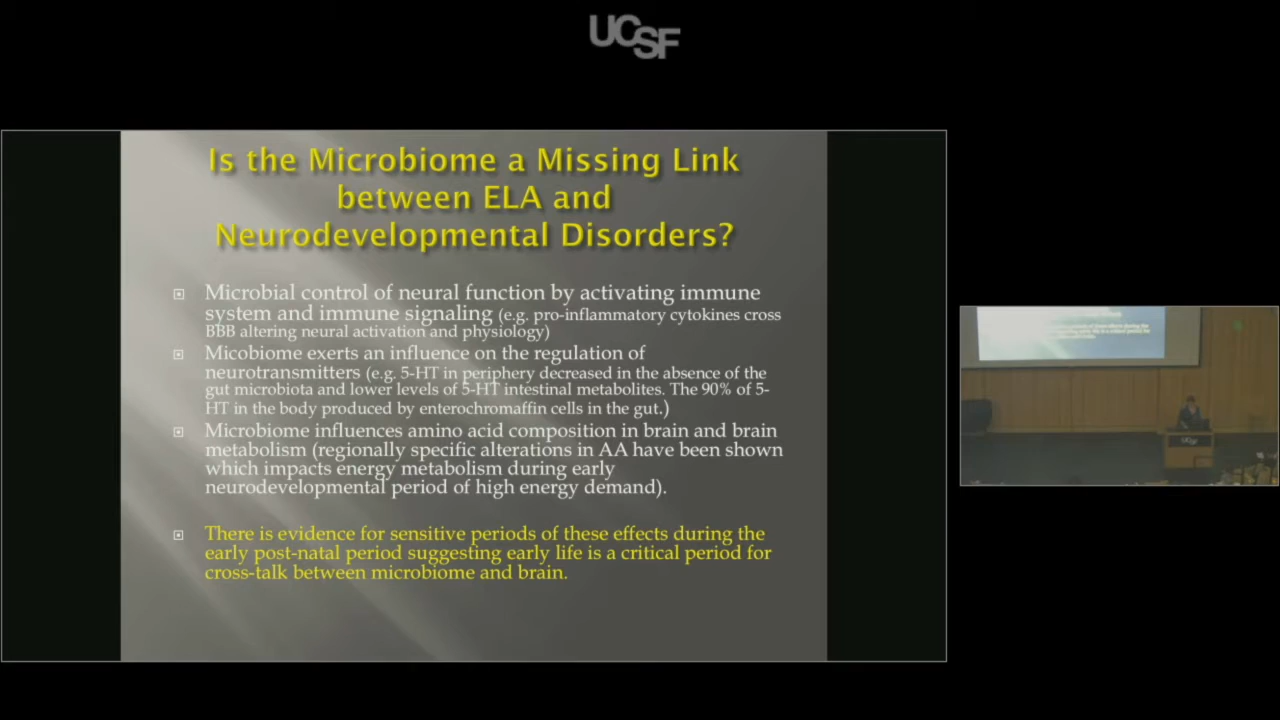 UCSF
Is the Microbiome a Missing Link
between ELA and
Neurodevelopmental Disorders?
Microbial control of neural function by activating immune
system and immune signaling (e.g. pro-inflammatory cytokines cross
BBB altering neural activation and physiology)
Micobiome exerts an influence on the regulation of
neurotransmitters (e.g. 5-HT in periphery decreased in the absence of the
gut microbiota and lower levels of 5-HT intestinal metabolites. The 90% of 5-
HT in the body produced by enterochromaffin cells in the gut.)
Microbiome influences amino acid composition in brain and brain
metabolism (regionally specific alterations in AA have been shown
which impacts energy metabolism during early
neurodevelopmental period of high energy demand).
There is evidence for sensitive periods of these effects during the
early post-natal period suggesting early life is a critical period for
cross-talk between microbiome and brain.
UCSF